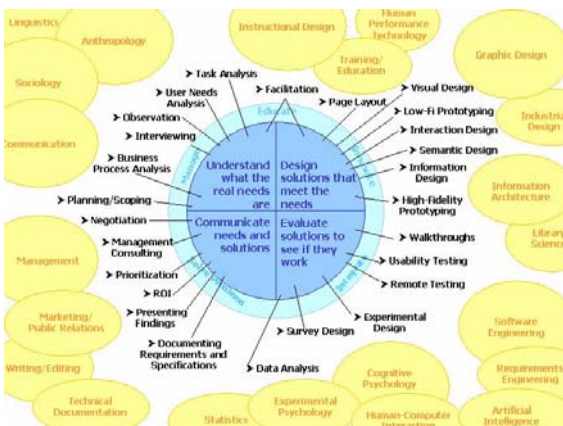 Linguistics
Anthropology
Sociology
Communication
Instructional Design
Human
Performance
Technology
Training/
Education
Graphic Design
Industrial
Design
Information
Architecture
Library
Science
Task Analysis
User Needs
Analysis
Observation
Interviewing
Business
Process Analysis
Planning/Scoping
Negotiation
Management
Consulting
Prioritization
ROI
Presenting
Findings
Documenting
Requirements and
Specifications
Facilitation
Page Layout
Visual Design
Low-Fi Prototyping
Interaction Design
Semantic Design
Information
Design
High-Fidelity
Prototyping
Walkthroughs
Usability Testing
Remote Testing
Experimental
Design
Survey Design
Data Analysis
Educate
Manage
Understand
what the
real needs
are
Design
solutions that
meet the
needs
Communicate
needs and
solutions
Evaluate
solutions to
see if they
work
Management
Marketing/
Public Relations
Writing/Editing
Technical
Documentation
Statistics
Experimental
Psychology
Cognitive
Psychology
Human-Computer
Interaction
Software
Engineering
Requirements
Engineering
Artificial
Intelligence